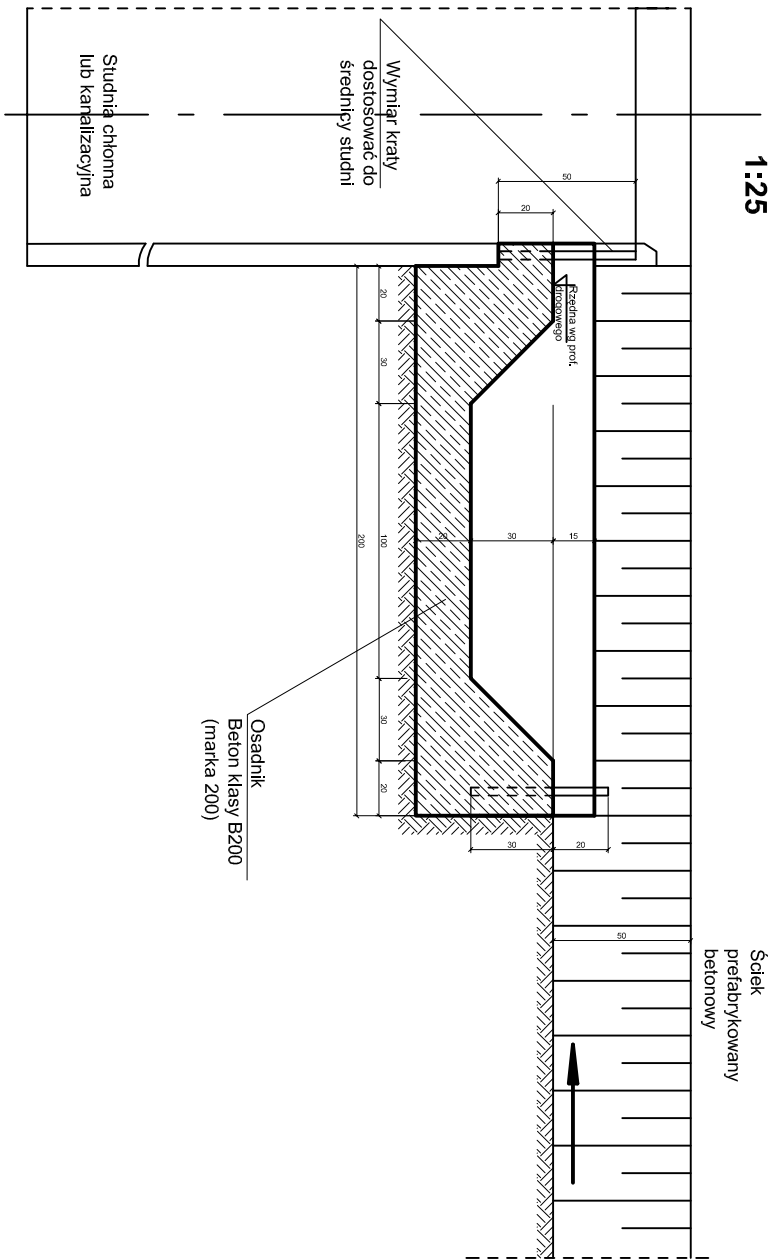 1:25
Ściek
prefabrykowany
betonowy
Wymiar kraty
dostosować do
średnicy studni
Studnia chłonna
lub kanalizacyjna
Rzędna wg prof.
drogowego
Osadnik
Beton klasy B200
(marka 200)
50
20
20
30
100
30
20
200
20
30
15
30
20
50